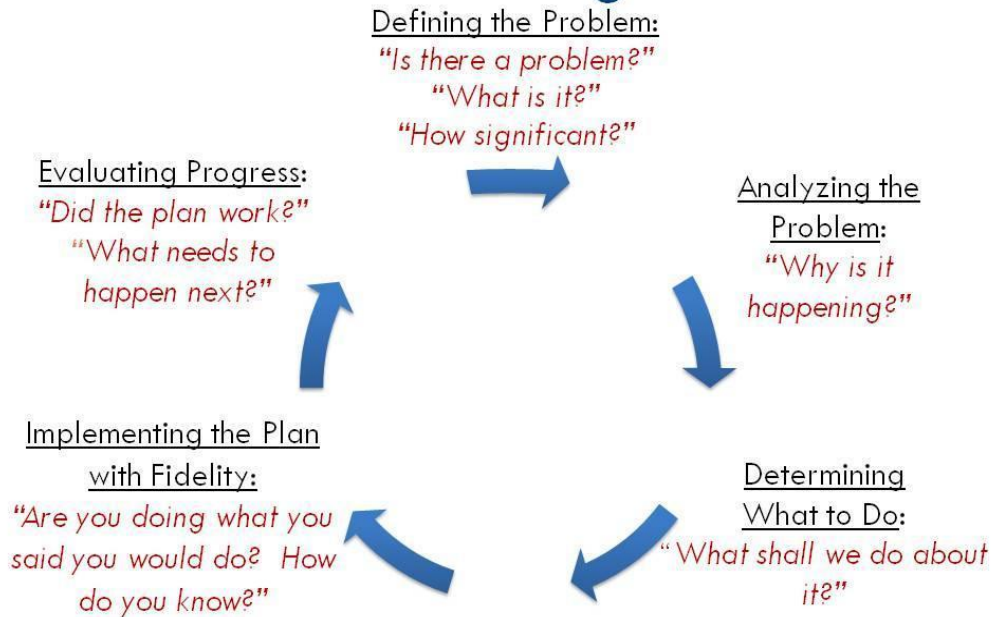 Defining the Problem:
“Is there a problem?”
“What is it?”
“How significant?”
Analyzing the
Problem:
“Why is it
happening?”
Determining
What to Do:
“What shall we do about
it?”
Implementing the Plan
with Fidelity:
“Are you doing what you
said you would do?  How
do you know?”
Evaluating Progress:
“Did the plan work?”
“What needs to
happen next?”